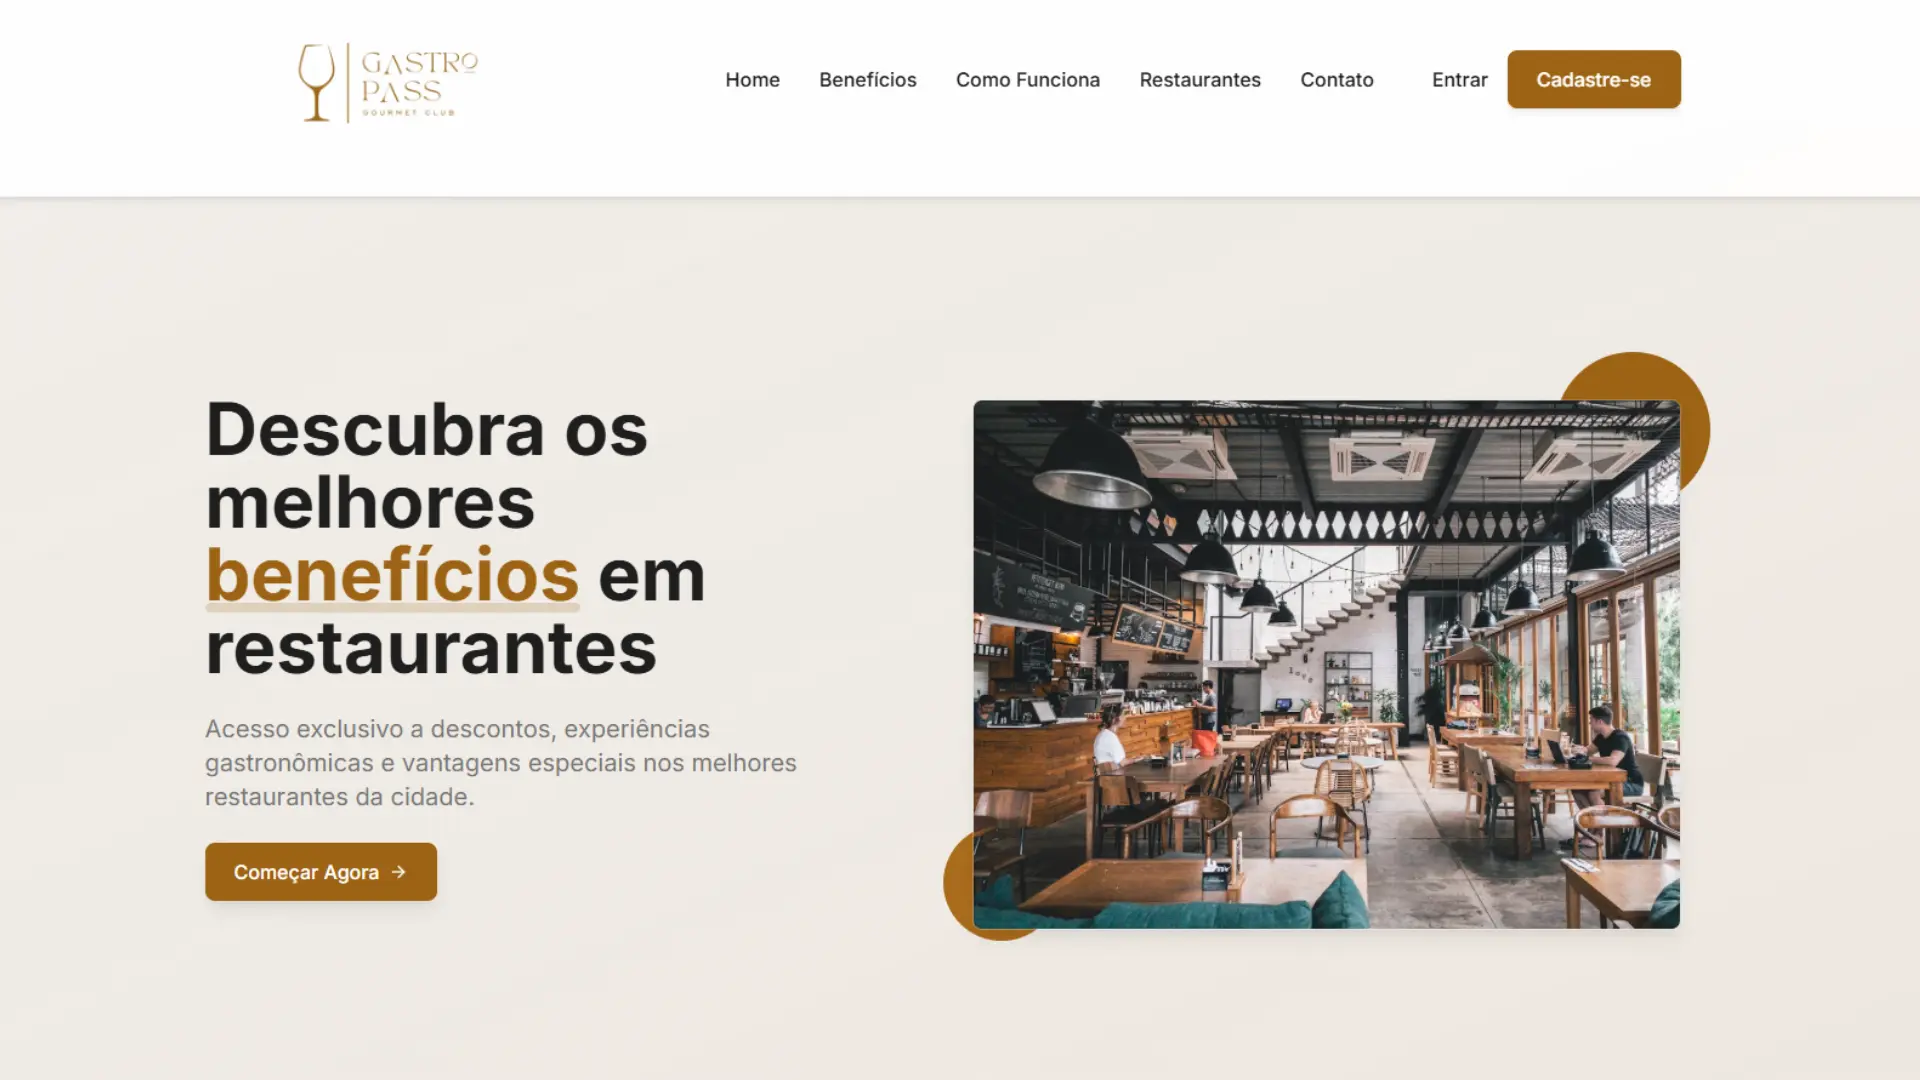 GASTRO
PASS
GOURMET CLUB
Home Benefícios Como Funciona Restaurantes Contato Entrar Cadastre-se
Descubra os
melhores
benefícios em
restaurantes
Acesso exclusivo a descontos, experiências
gastronômicas e vantagens especiais nos melhores
restaurantes da cidade.
Começar Agora →